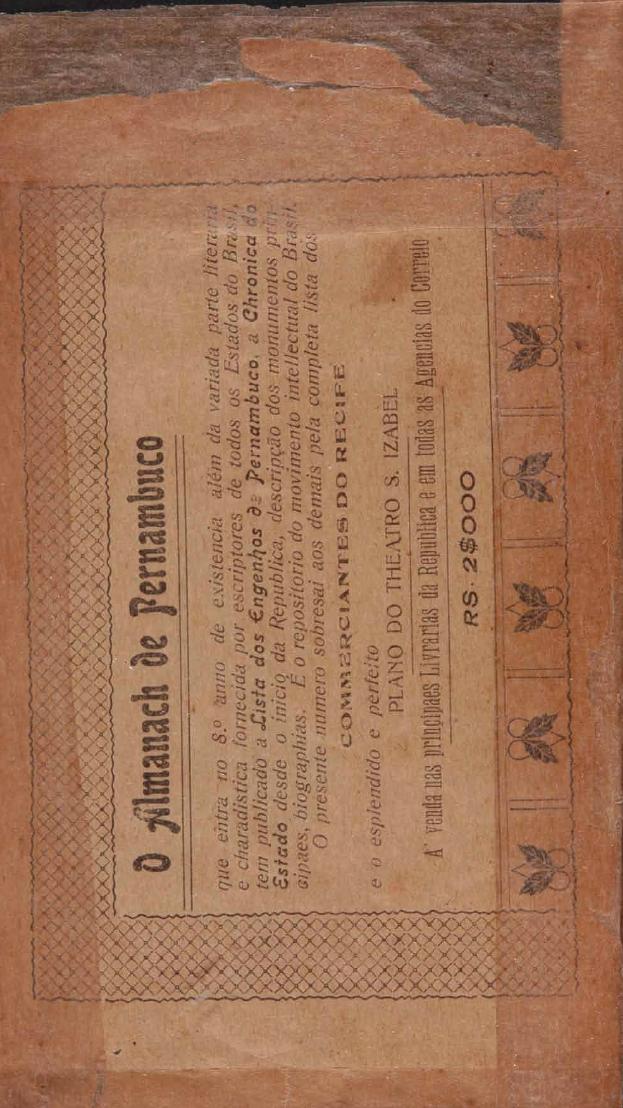 O Almanach de Pernambuco
que entra no 8.º anno de existencia além da variada parte literaria
e charadistica fornecida por escriptores de todos os Estados do Brasil,
tem publicado a Lista dos Engenhos de Pernambuco, a Chronica do
Estado desde o inicio da Republica, descripção dos monumentos prin-
cipaes, biographias. É o repositorio do movimento intellectual do Brasil.
O presente numero sobresai aos demais pela completa lista dos
COMMERCIANTES DO RECIFE
e o esplendido e perfeito
PLANO DO THEATRO S. IZABEL
A' venda nas principaes Livrarias da Republica e em todas as Agencias do Correio
RS. 2$000